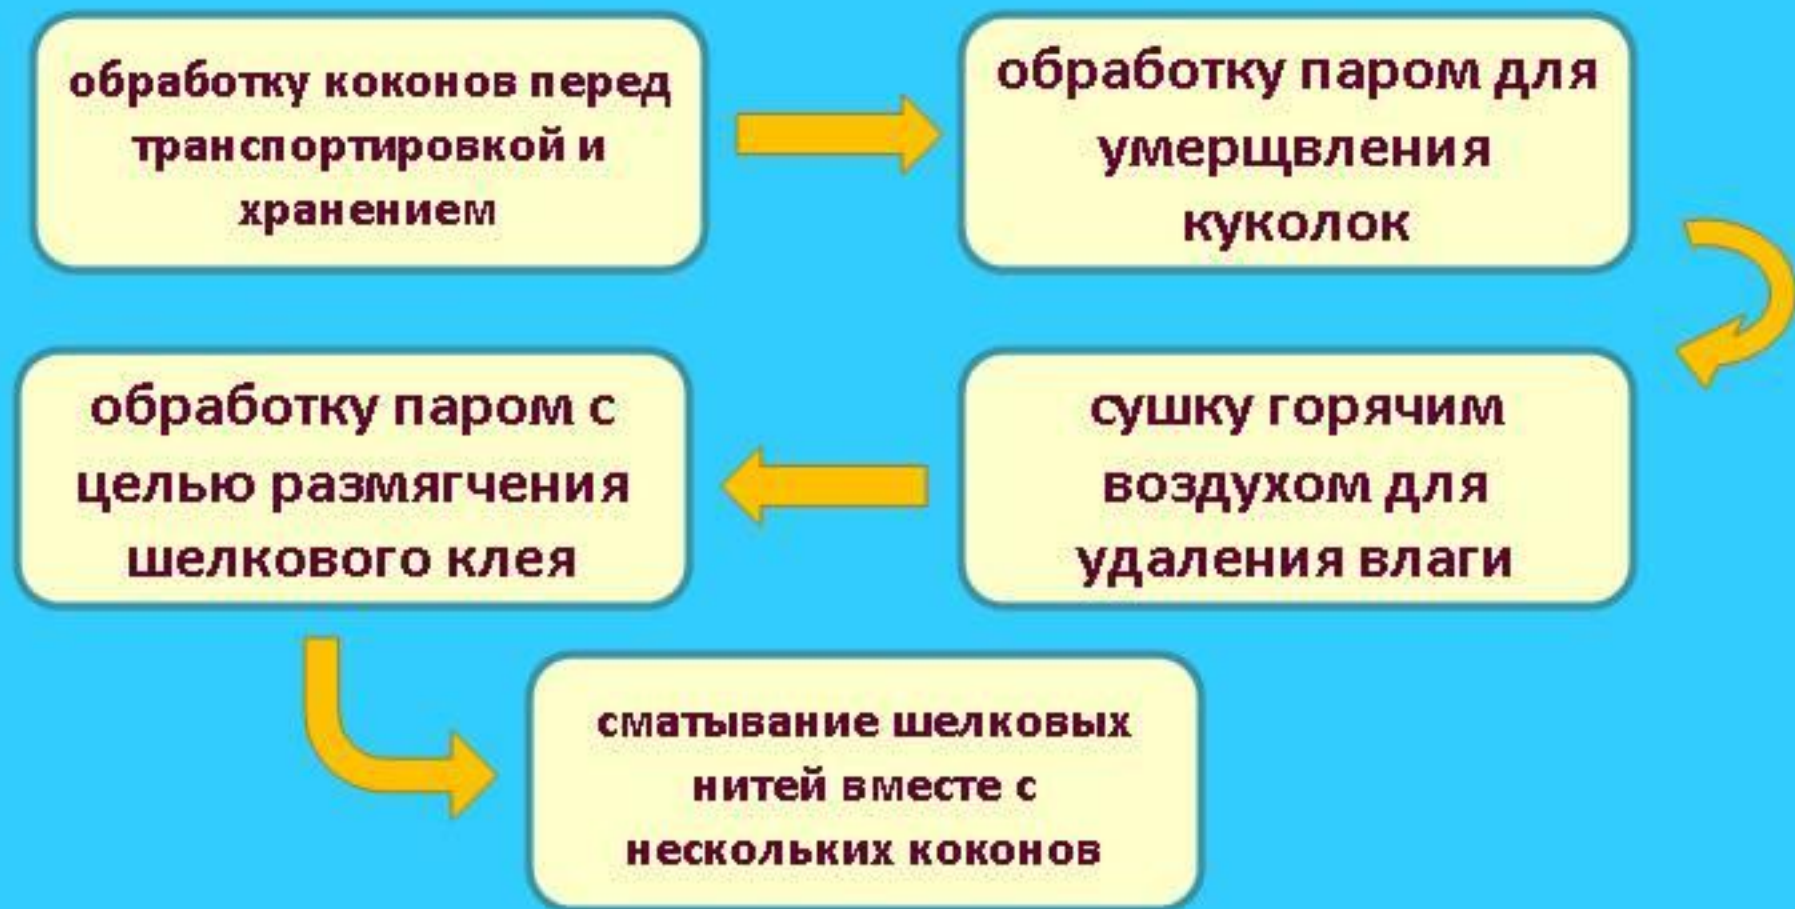 обработку коконов перед
транспортировкой и
хранением
обработку паром для
умерщвления
куколок
сушку горячим
воздухом для
удаления влаги
обработку паром с
целью размягчения
шелкового клея
сматывание шелковых
нитей вместе с
нескольких коконов